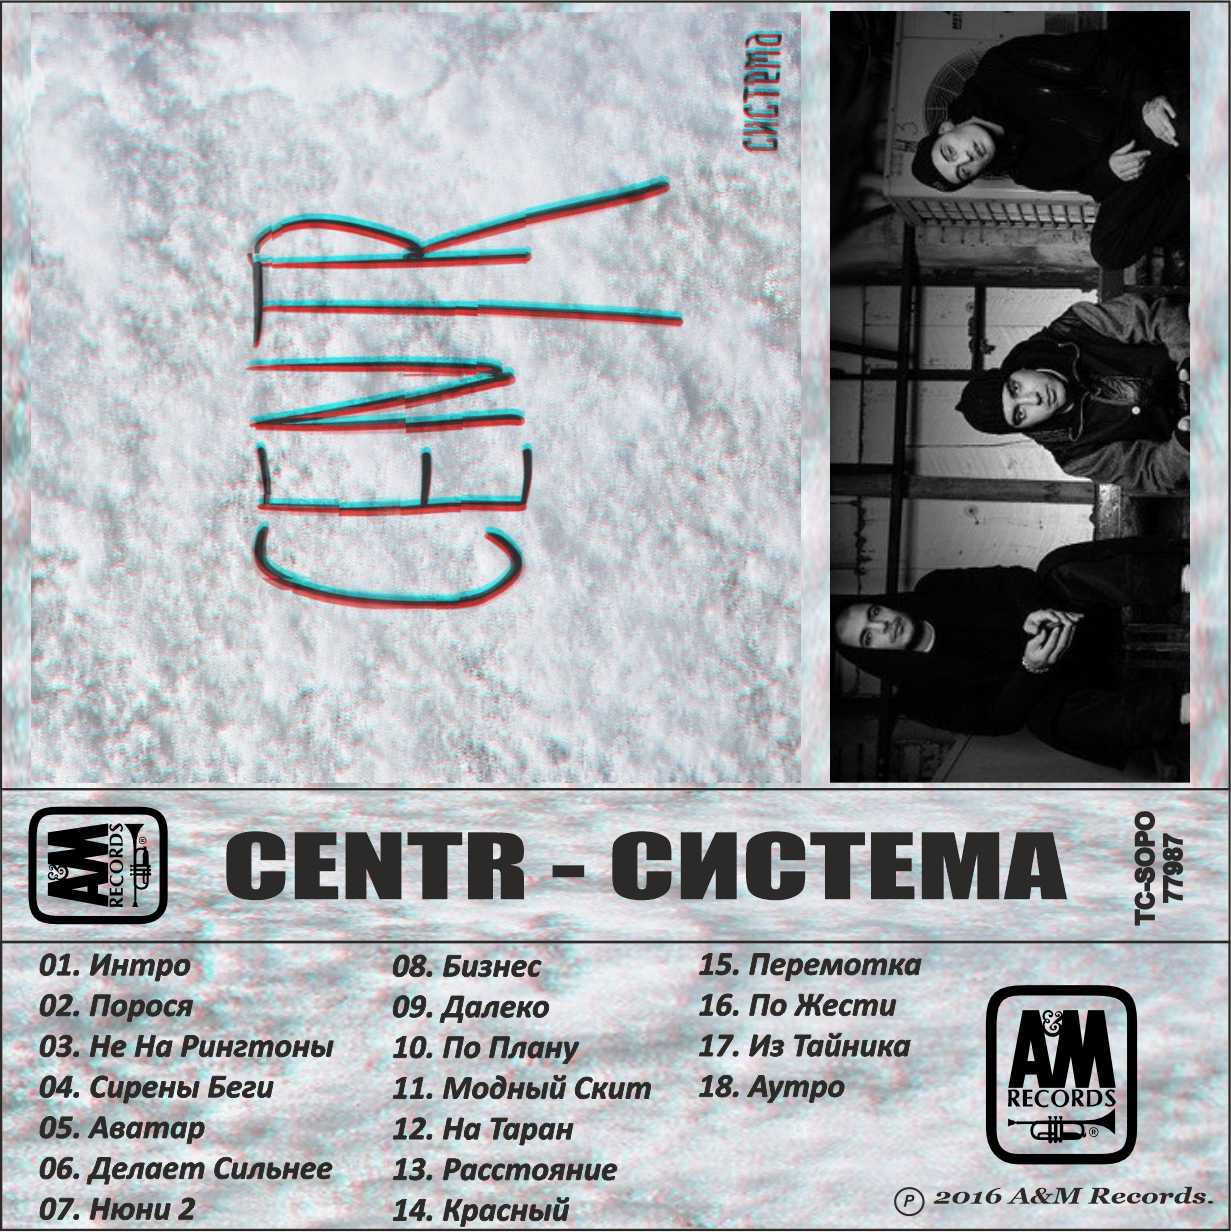 система
CENTR
из
A&M
RECORDS
®
CENTR - СИСТЕМА
TC-SOPO
77987
01. Интро
02. Порося
03. Не На Рингтоны
04. Сирены Беги
05. Аватар
06. Делает Сильнее
07. Нюни 2
08. Бизнес
09. Далеко
10. По Плану
11. Модный Скит
12. На Таран
13. Расстояние
14. Красный
15. Перемотка
16. По Жести
17. Из Тайника
18. Аутро
A&M
RECORDS
®
℗ 2016 A&M Records.